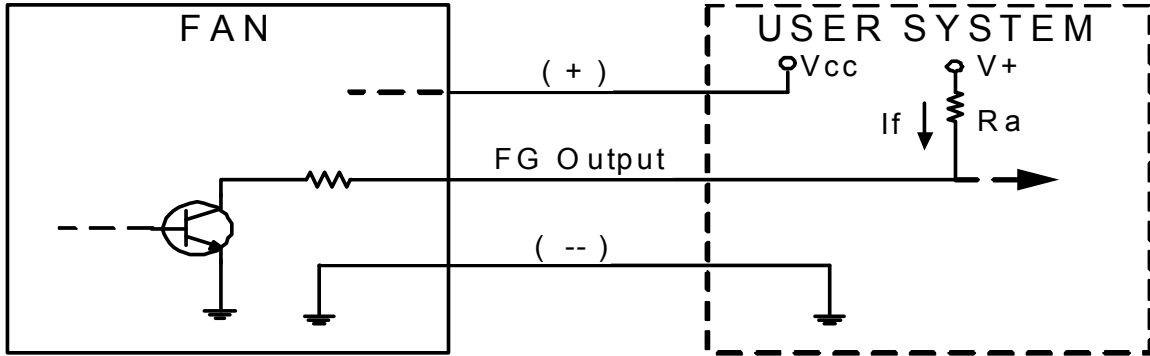 FAN
USER SYSTEM
( + )
Vcc
V+
If
Ra
FG Output
( -- )